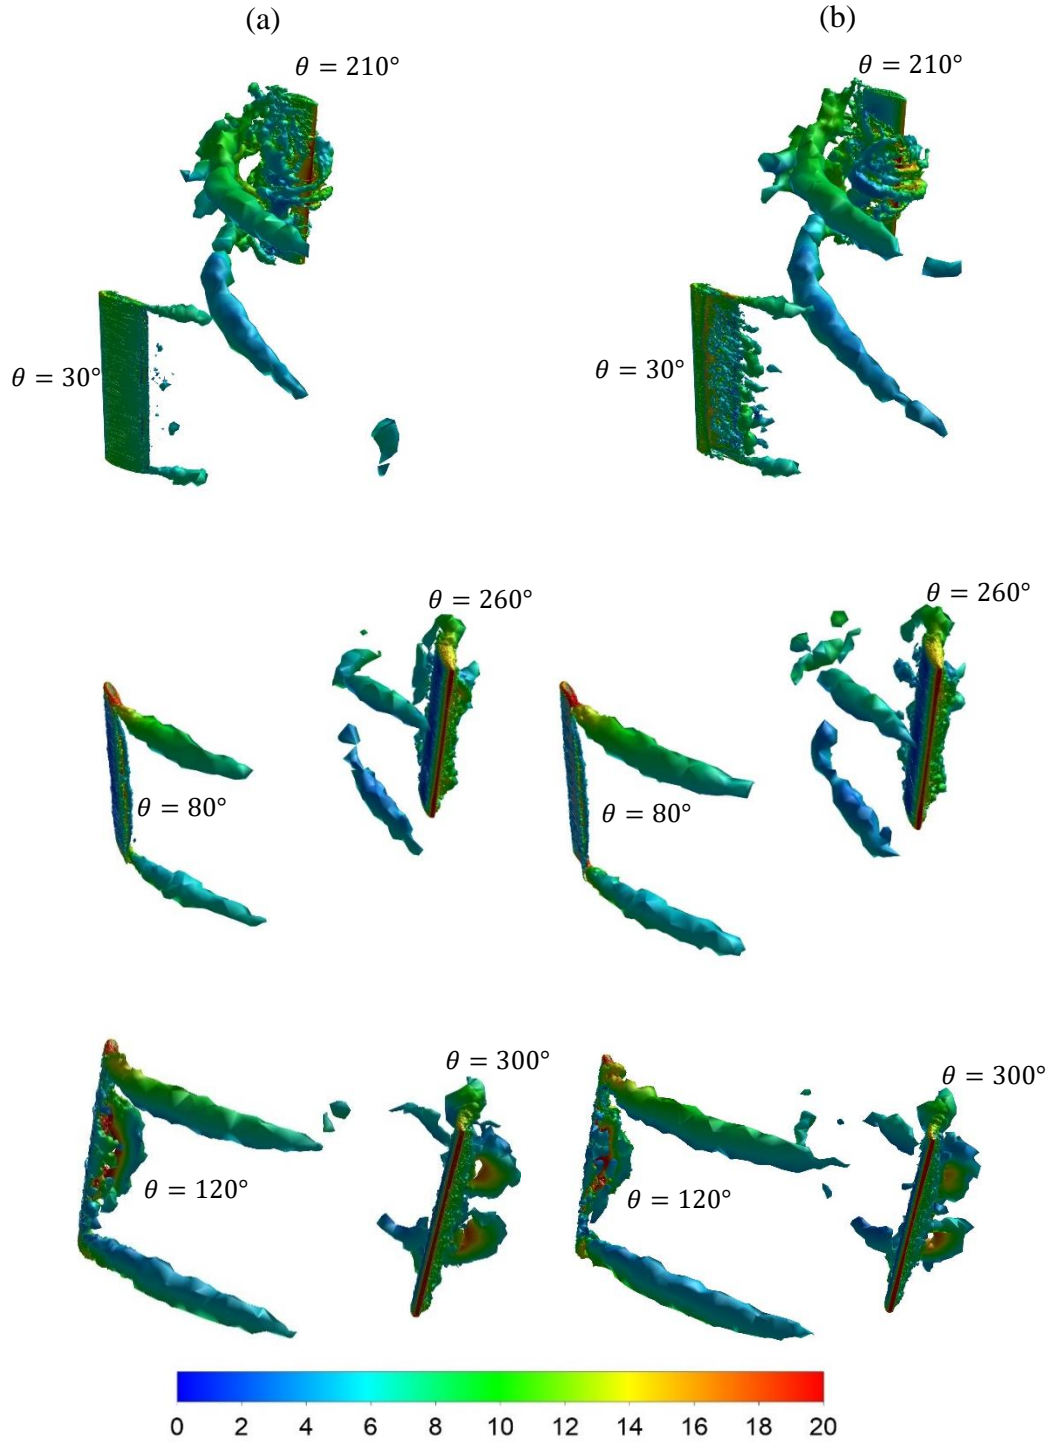 (a) (b)
θ = 210° θ = 210°
θ = 30° θ = 30°
θ = 260° θ = 260°
θ = 80° θ = 80°
θ = 300° θ = 300°
θ = 120° θ = 120°
0 2 4 6 8 10 12 14 16 18 20